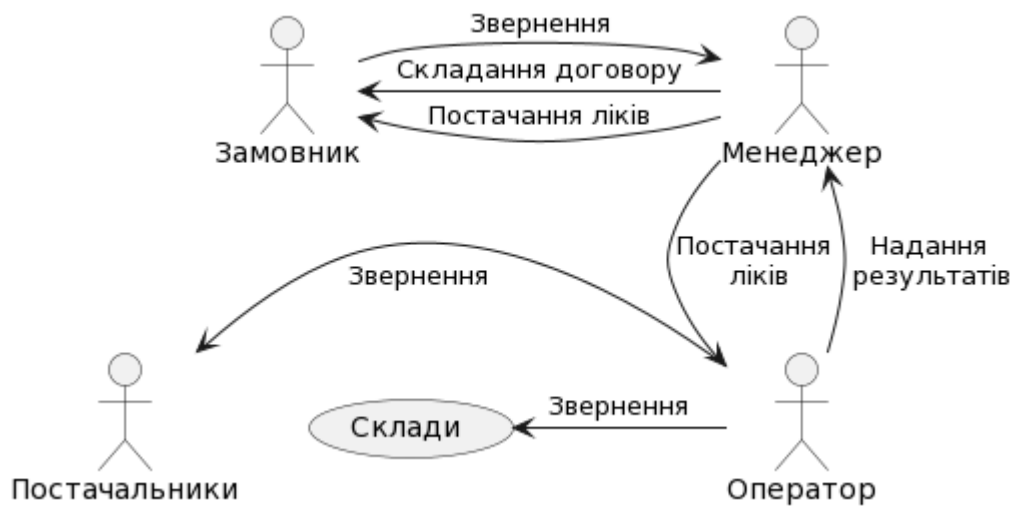 Звернення
Складання договору
Постачання ліків
Замовник
Менеджер
Постачання
ліків
Надання
результатів
Звернення
Звернення
Склади
Постачальники
Оператор